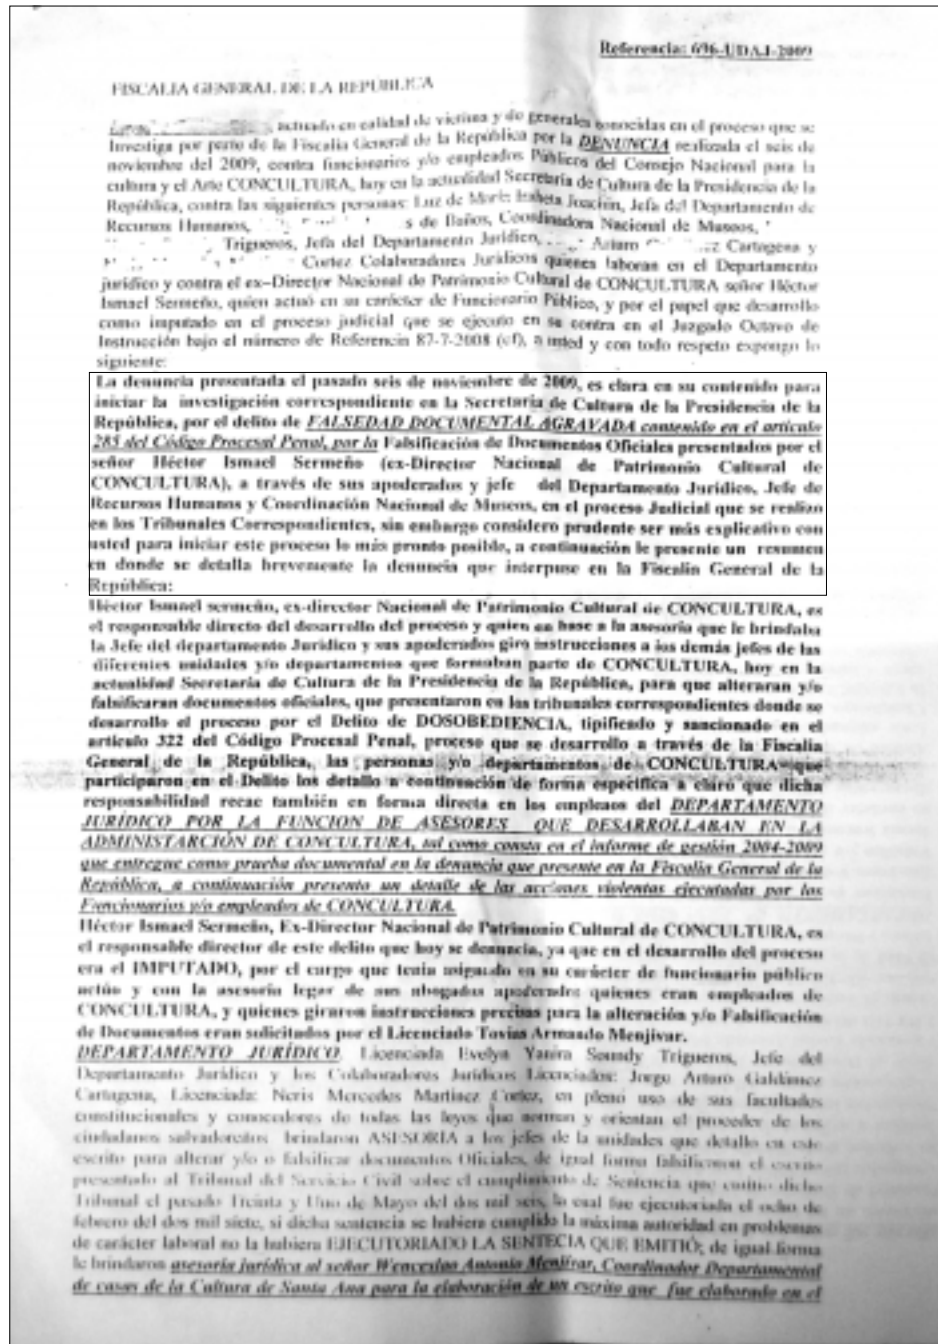 Referencia: 696-UDAJ-2009
FISCALIA GENERAL DE LA REPUBLICA
, actuado en calidad de victima y de generales conocidas en el proceso que se
Investiga por parte de la Fiscalia General de la República por la DENUNCIA realizada el seis de
noviembre del 2009, contra funcionarios y/o empleados Públicos del Consejo Nacional para la
cultura y el Arte CONCULTURA, hoy en la actualidad Secretaría de Cultura de la Presidencia de la
República, contra las siguientes personas: Luz de María Joachin, Jefa del Departamento de
Recursos Humanos, s de Baños, Coordinadora Nacional de Museos,
Trigueros, Jefa del Departamento Jurídico, Arturo ez Cartagena y
Cortez Colaboradores Jurídicos quienes laboran en el Departamento
jurídico y contra el ex–Director Nacional de Patrimonio Cultural de CONCULTURA señor Héctor
Ismael Sermeño, quien actuó en su carácter de Funcionario Público, y por el papel que desarrollo
como imputado en el proceso judicial que se ejecuto en su contra en el Juzgado Octavo de
Instrucción bajo el número de Referencia 87-7-2008 (cf), a usted y con todo respeto expongo lo
siguiente:
La denuncia presentada el pasado seis de noviembre de 2009, es clara en su contenido para
iniciar la investigación correspondiente en la Secretaría de Cultura de la Presidencia de la
República, por el delito de FALSEDAD DOCUMENTAL AGRAVADA contenido en el artículo
285 del Código Procesal Penal, por la Falsificación de Documentos Oficiales presentados por el
señor Héctor Ismael Sermeño (ex-Director Nacional de Patrimonio Cultural de
CONCULTURA), a través de sus apoderados y jefe del Departamento Jurídico, Jefe de
Recursos Humanos y Coordinación Nacional de Museos, en el proceso Judicial que se realizo
en los Tribunales Correspondientes, sin embargo considero prudente ser más explicativo con
usted para iniciar este proceso lo más pronto posible, a continuación le presente un resumen
en donde se detalla brevemente la denuncia que interpuse en la Fiscalía General de la
República:
Héctor Ismael sermeño, ex-director Nacional de Patrimonio Cultural de CONCULTURA, es
el responsable directo del desarrollo del proceso y quien en base a la asesoría que le brindaba
la Jefe del departamento Jurídico y sus apoderados giro instrucciones a los demás jefes de las
diferentes unidades y/o departamentos que formaban parte de CONCULTURA, hoy en la
actualidad Secretaria de Cultura de la Presidencia de la República, para que alteraran y/o
falsificaran documentos oficiales, que presentaron en los tribunales correspondientes donde se
desarrollo el proceso por el Delito de DOSOBEDIENCIA, tipificado y sancionado en el
artículo 322 del Código Procesal Penal, proceso que se desarrollo a través de la Fiscalía
General de la República, las personas y/o departamentos de CONCULTURA que
participaron en el Delito los detallo a continuación de forma específica a claro que dicha
responsabilidad recae también en forma directa en los empleaos del DEPARTAMENTO
JURÍDICO POR LA FUNCION DE ASESORES QUE DESARROLLABAN EN LA
ADMINISTARCIÓN DE CONCULTURA, tal como consta en el informe de gestión 2004-2009
que entregue como prueba documental en la denuncia que presente en la Fiscalía General de la
República, a continuación presento un detalle de las acciones violentas ejecutadas por los
Funcionarios y/o empleados de CONCULTURA.
Héctor Ismael Sermeño, Ex-Director Nacional de Patrimonio Cultural de CONCULTURA, es
el responsable director de este delito que hoy se denuncia, ya que en el desarrollo del proceso
era el IMPUTADO, por el cargo que tenia asignado en su carácter de funcionario público
actúo y con la asesoría legar de sus abogados apoderados quienes eran empleados de
CONCULTURA, y quienes giraron instrucciones precisas para la alteración y/o Falsificación
de Documentos eran solicitados por el Licenciado Tovias Armando Menjivar.
DEPARTAMENTO JURÍDICO. Licenciada Evelyn Yanira Soundy Trigueros, Jefe del
Departamento Jurídico y los Colaboradores Jurídicos Licenciados: Jorge Arturo Galdámez
Cartagena, Licenciada: Neris Mercedes Martínez Cortez, en pleno uso de sus facultados
constitucionales y conocedores de todas las leyes que norman y orientan el proceder de los
ciudadanos salvadoreños brindaron ASESORIA a los jefes de la unidades que detallo en este
escrito para alterar y/o o falsificar documentos Oficiales, de igual forma falsificaron el escrito
presentado al Tribunal del Servicio Civil sobre el cumplimiento de Sentencia que emitio dicho
Tribunal el pasado Treinta y Uno de Mayo del dos mil seis, lo cual fue ejecutoriada el ocho de
febrero del dos mil siete, si dicha sentencia se hubiera cumplido la máxima autoridad en problemas
de carácter laboral no la hubiera EJECUTORIADO LA SENTECIA QUE EMITIÓ; de igual forma
le brindaron asesoría jurídica al señor Wenceslao Antonio Menjívar, Coordinador Departamental
de casas de la Cultura de Santa Ana para la elaboración de un escrito que fue elaborado en el